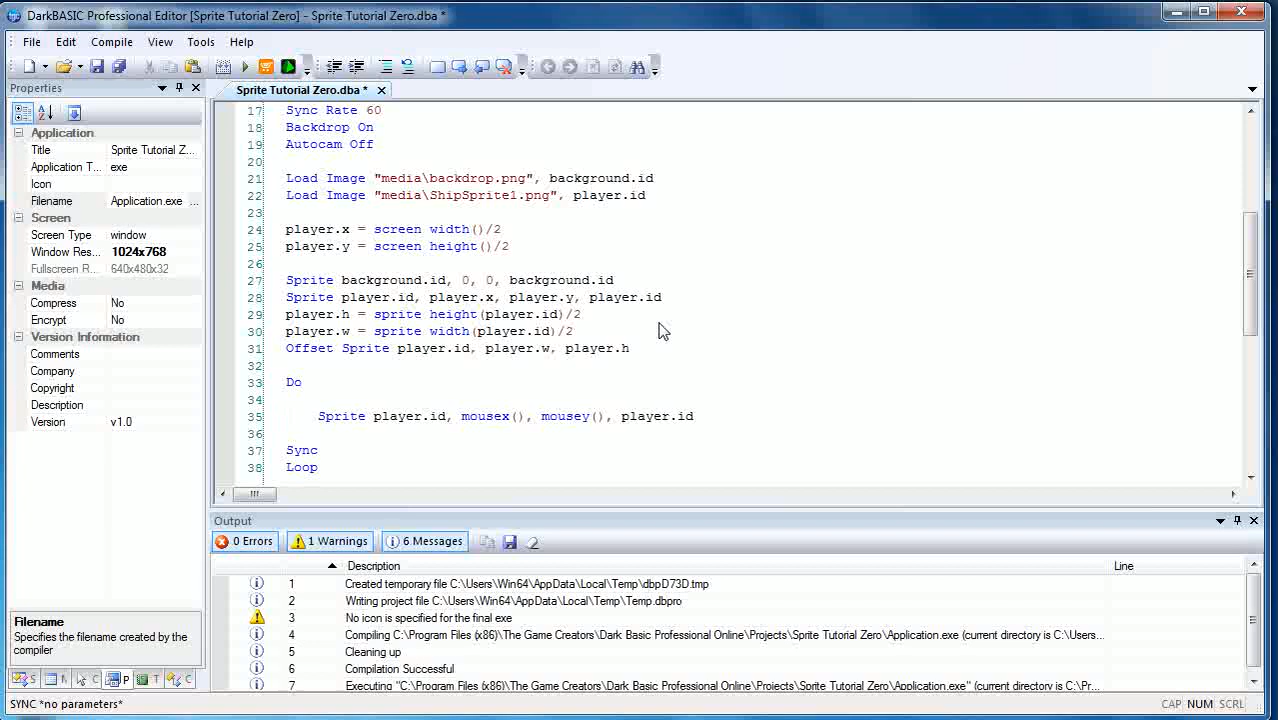 DarkBASIC Professional Editor [Sprite Tutorial Zero] - Sprite Tutorial Zero.dba *
File Edit Compile View Tools Help
Properties
Sprite Tutorial Zero.dba *
Application
Title Sprite Tutorial Z...
Application T... exe
Icon
Filename Application.exe ...
Screen
Screen Type window
Window Res... 1024x768
Fullscreen R... 640x480x32
Media
Compress No
Encrypt No
Version Information
Comments
Company
Copyright
Description
Version v1.0
Filename
Specifies the filename created by the
compiler
S M C P T C
17 Sync Rate 60
18 Backdrop On
19 Autocam Off
20
21 Load Image "media\backdrop.png", background.id
22 Load Image "media\ShipSprite1.png", player.id
23
24 player.x = screen width()/2
25 player.y = screen height()/2
26
27 Sprite background.id, 0, 0, background.id
28 Sprite player.id, player.x, player.y, player.id
29 player.h = sprite height(player.id)/2
30 player.w = sprite width(player.id)/2
31 Offset Sprite player.id, player.w, player.h
32
33 Do
34
35 Sprite player.id, mousex(), mousey(), player.id
36
37 Sync
38 Loop
Output
0 Errors 1 Warnings 6 Messages
Description Line
1 Created temporary file C:\Users\Win64\AppData\Local\Temp\dbpD73D.tmp
2 Writing project file C:\Users\Win64\AppData\Local\Temp\Temp.dbpro
3 No icon is specified for the final exe
4 Compiling C:\Program Files (x86)\The Game Creators\Dark Basic Professional Online\Projects\Sprite Tutorial Zero\Application.exe (current directory is C:\Users...
5 Cleaning up
6 Compilation Successful
7 Executing "C:\Program Files (x86)\The Game Creators\Dark Basic Professional Online\Projects\Sprite Tutorial Zero\Application.exe" (current directory is C:\Pr...
SYNC *no parameters*
CAP NUM SCRL